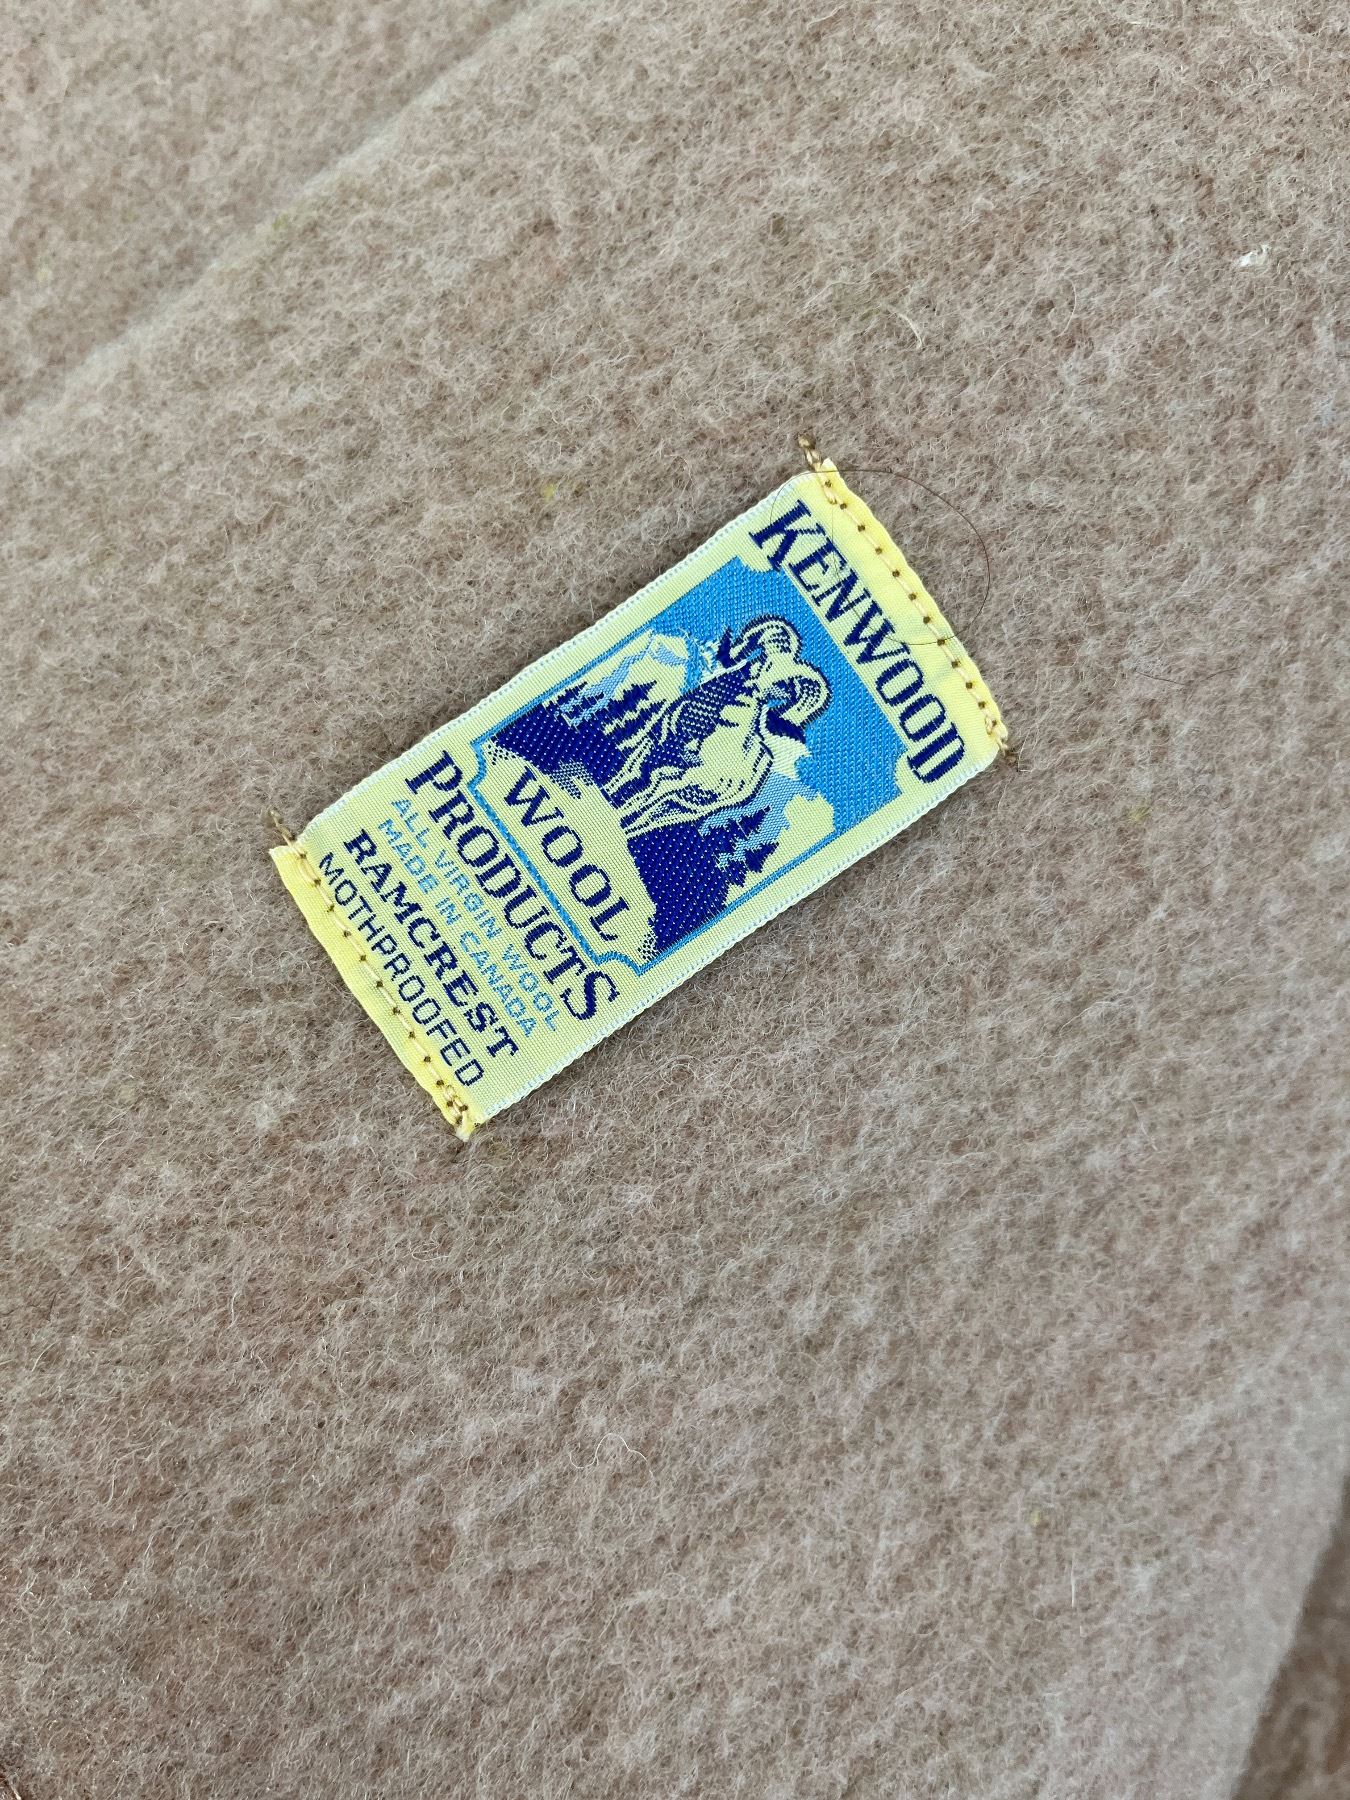 KENWOOD
WOOL
PRODUCTS
ALL VIRGIN WOOL
MADE IN CANADA
RAMCREST
MOTHPROOFED